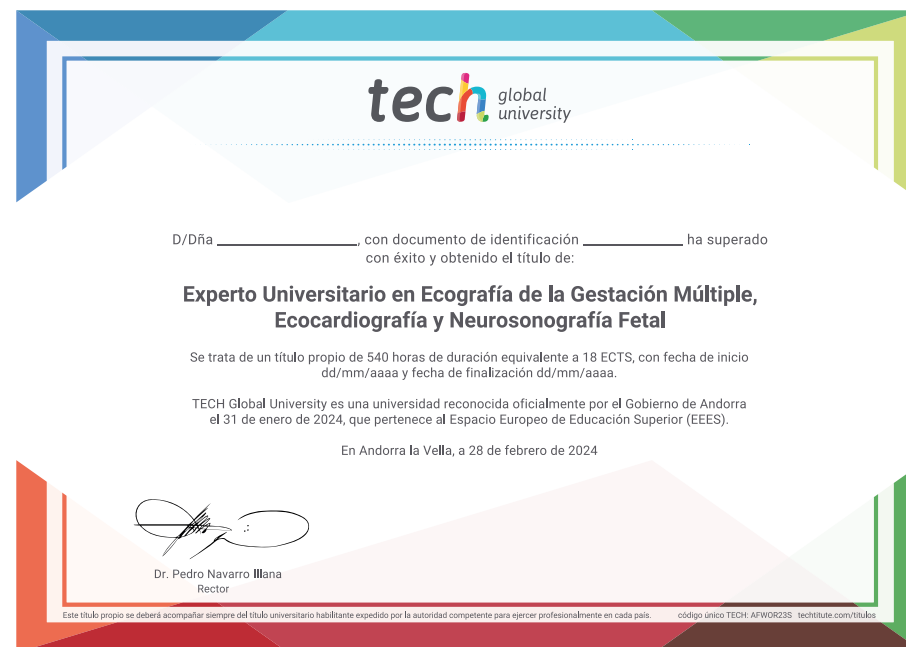 tech global university
D/Dña ____________________, con documento de identificación ______________ ha superado
con éxito y obtenido el título de:
Experto Universitario en Ecografía de la Gestación Múltiple,
Ecocardiografía y Neurosonografía Fetal
Se trata de un título propio de 540 horas de duración equivalente a 18 ECTS, con fecha de inicio
dd/mm/aaaa y fecha de finalización dd/mm/aaaa.
TECH Global University es una universidad reconocida oficialmente por el Gobierno de Andorra
el 31 de enero de 2024, que pertenece al Espacio Europeo de Educación Superior (EEES).
En Andorra la Vella, a 28 de febrero de 2024
Dr. Pedro Navarro Illana
Rector
Este título propio se deberá acompañar siempre del título universitario habilitante expedido por la autoridad competente para ejercer profesionalmente en cada país. código único TECH: AFWOR23S techtitute.com/titulos